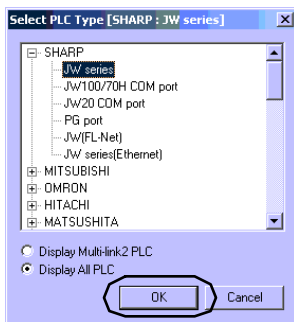 Select PLC Type [SHARP : JW series]
SHARP
JW series
JW100/70H COM port
JW20 COM port
PG port
JW(FL-Net)
JW series(Ethernet)
MITSUBISHI
OMRON
HITACHI
MATSUSHITA
Display Multi-link2 PLC
Display All PLC
OK
Cancel